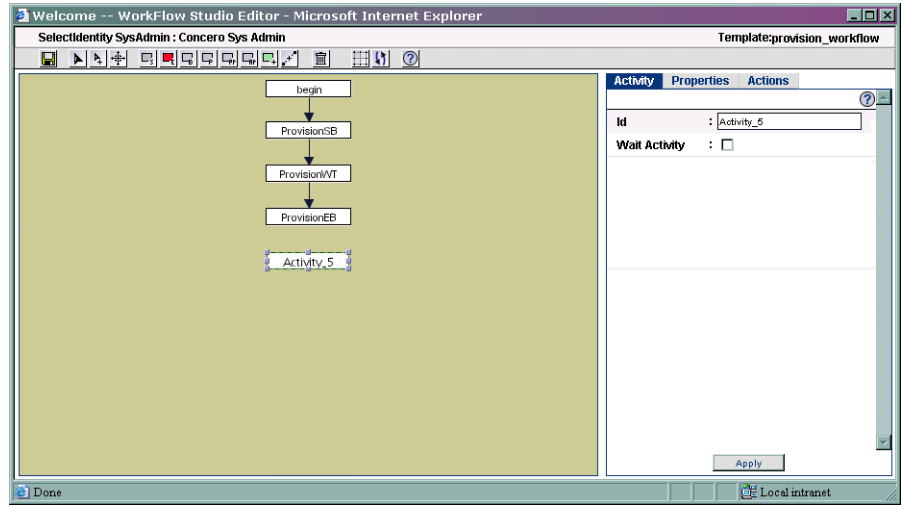 Welcome -- WorkFlow Studio Editor - Microsoft Internet Explorer
SelectIdentity SysAdmin : Concero Sys Admin
Template:provision_workflow
begin
ProvisionSB
ProvisionWT
ProvisionEB
Activity_5
Activity Properties Actions
Id : Activity_5
Wait Activity :
Apply
Done
Local intranet